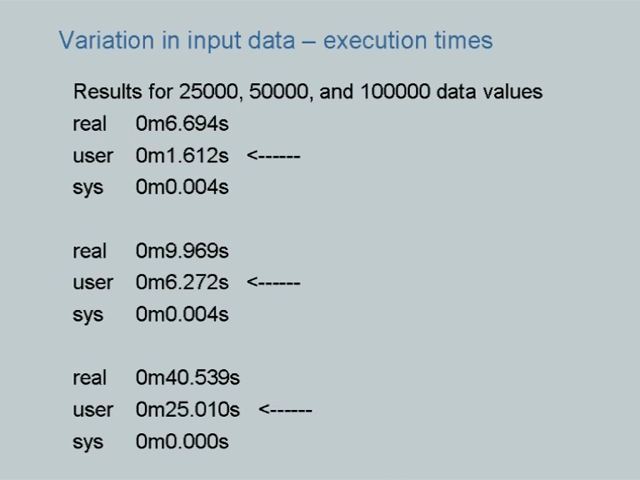 Variation in input data – execution times
Results for 25000, 50000, and 100000 data values
real 0m6.694s
user 0m1.612s <------
sys 0m0.004s
real 0m9.969s
user 0m6.272s <------
sys 0m0.004s
real 0m40.539s
user 0m25.010s <------
sys 0m0.000s